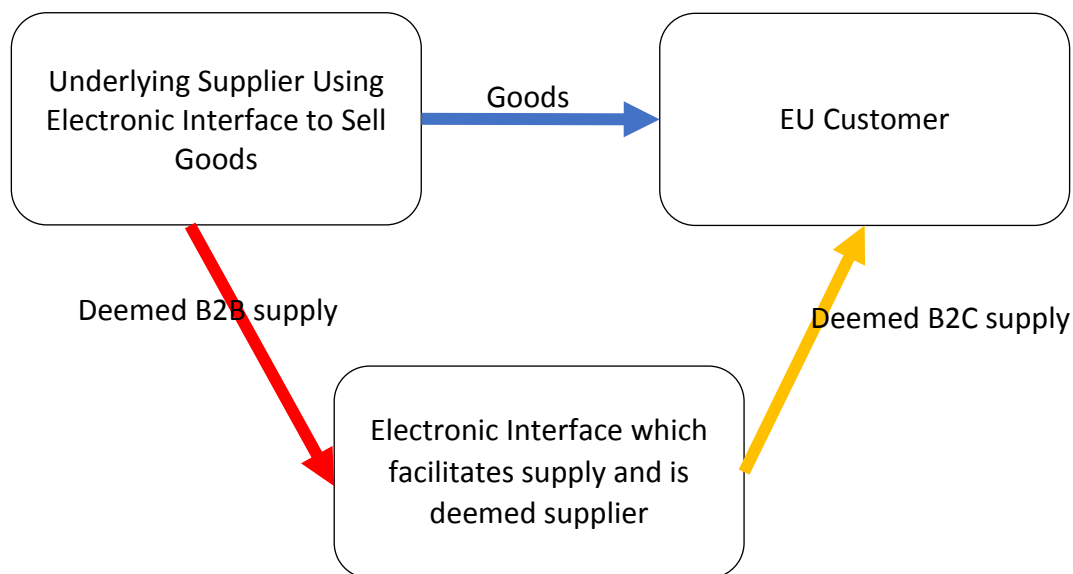 Underlying Supplier Using
Electronic Interface to Sell
Goods
Goods
EU Customer
Deemed B2B supply
Deemed B2C supply
Electronic Interface which
facilitates supply and is
deemed supplier